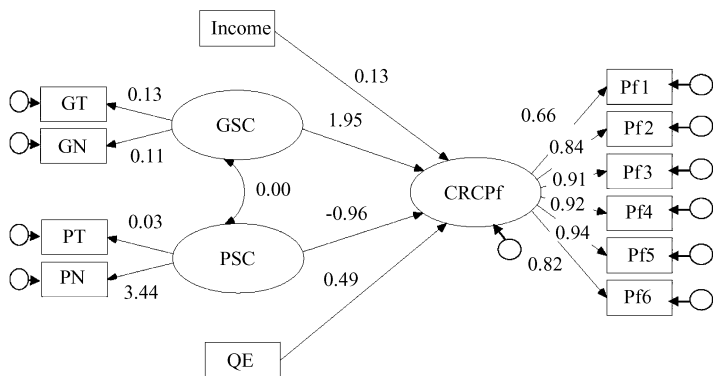 Income
0.13
GT
0.13
GSC
1.95
GN
0.11
0.00
PT
0.03
PSC
-0.96
PN
3.44
0.49
QE
CRCPf
0.66
Pf1
0.84
Pf2
0.91
Pf3
0.92
Pf4
0.94
Pf5
0.82
Pf6